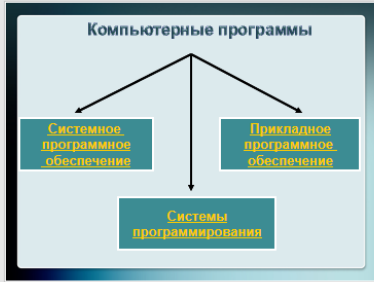 Компьютерные программы
Системное
программное
обеспечение
Прикладное
программное
обеспечение
Системы
программирования